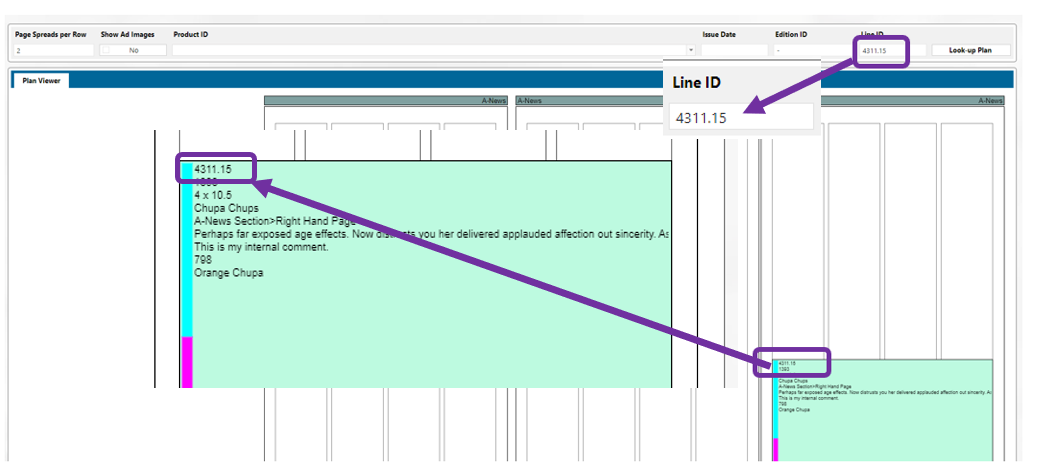 Page Spreads per Row Show Ad Images Product ID Issue Date Edition ID Line ID
2 No - 4311.15 Look-up Plan
Plan Viewer
Line ID
4311.15
A-News A-News A-News
4311.15
1393
4 x 10.5
Chupa Chups
A-News Section>Right Hand Page
Perhaps far exposed age effects. Now distrusts you her delivered applauded affection out sincerity. As
This is my internal comment.
798
Orange Chupa
4311.15
1393
Chupa Chups
A-News Section>Right Hand Page
Perhaps far exposed age effects. Now distrusts you her delivered applauded affection out sincerity. As
This is my internal comment.
798
Orange Chupa